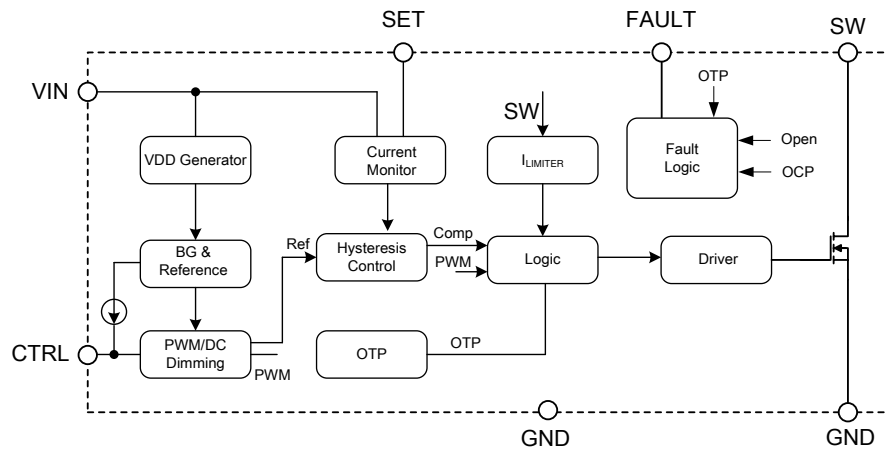 SET
FAULT
SW
VIN
OTP
SW
VDD Generator
Current
Monitor
ILIMITER
Fault
Logic
Open
OCP
BG &
Reference
Ref
Hysteresis
Control
Comp
PWM
Logic
Driver
CTRL
PWM/DC
Dimming
PWM
OTP
OTP
GND
GND